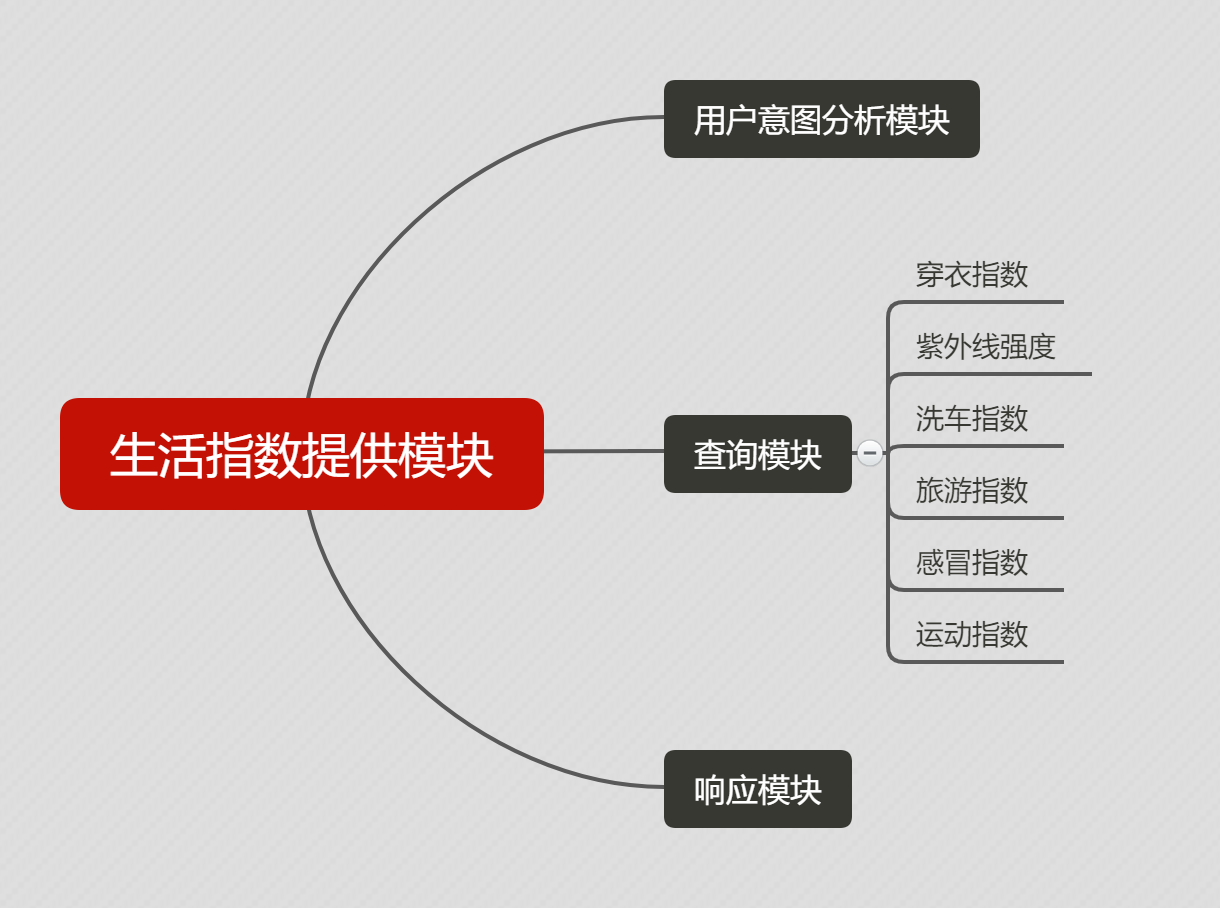 用户意图分析模块
穿衣指数
紫外线强度
洗车指数
生活指数提供模块
查询模块
旅游指数
感冒指数
运动指数
响应模块